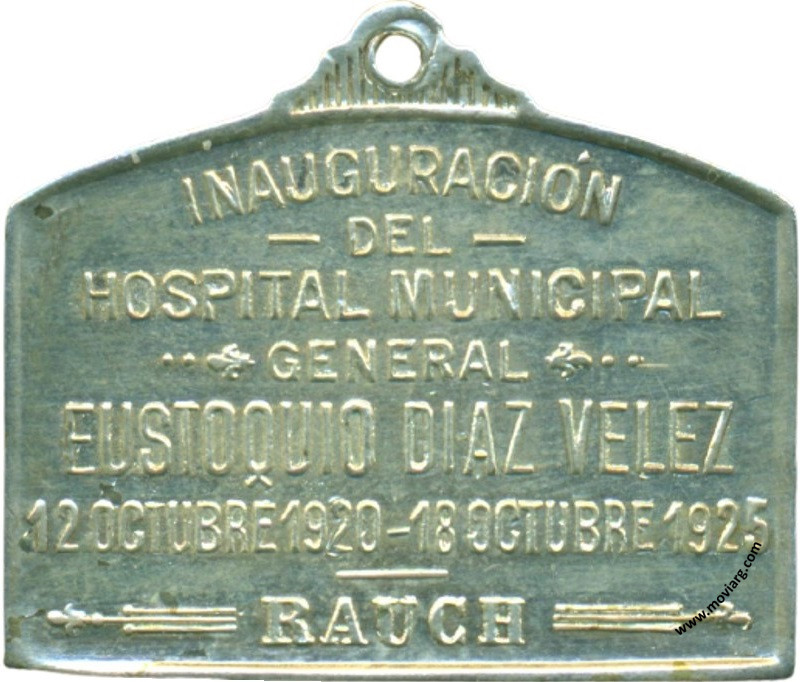 INAUGURACIÓN
— DEL —
HOSPITAL MUNICIPAL
GENERAL
EUSTOQUIO DIAZ VELEZ
12 OCTUBRE 1920 – 18 OCTUBRE 1925
RAUCH
www.moviarg.com